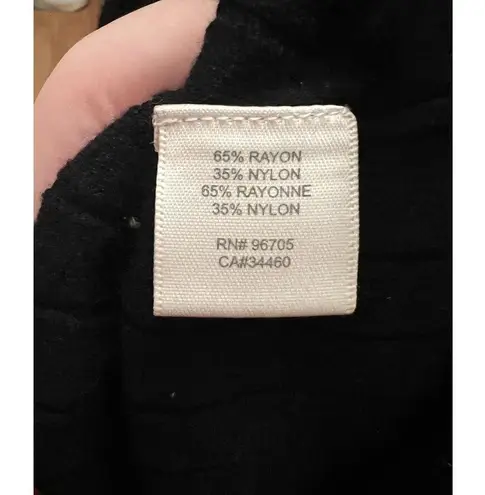 65% RAYON
35% NYLON
65% RAYONNE
35% NYLON
RN# 96705
CA#34460